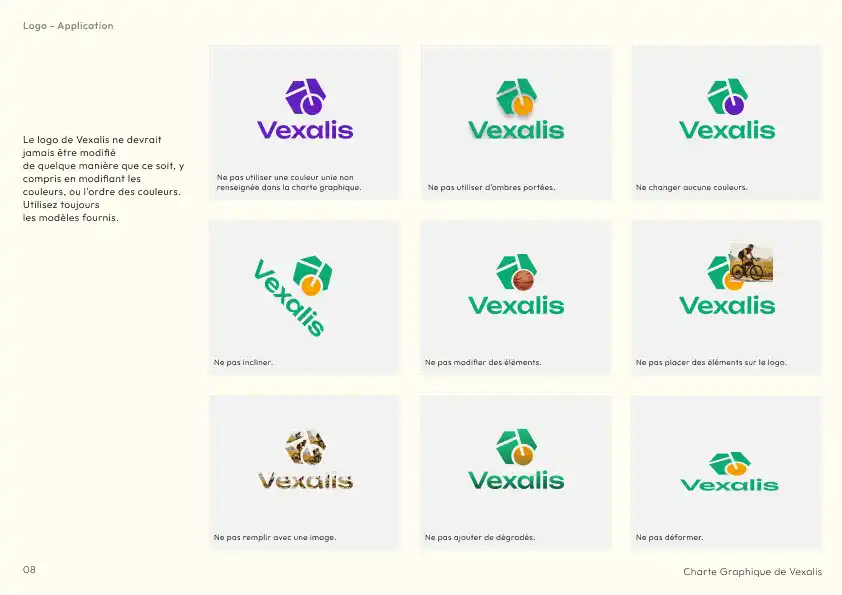 Logo - Application
Le logo de Vexalis ne devrait
jamais être modifié
de quelque manière que ce soit, y
compris en modifiant les
couleurs, ou l'ordre des couleurs.
Utilisez toujours
les modèles fournis.
Vexalis
Ne pas utiliser une couleur unie non
renseignée dans la charte graphique.
Vexalis
Ne pas utiliser d'ombres portées.
Vexalis
Ne changer aucune couleurs.
Vexalis
Ne pas incliner.
Vexalis
Ne pas modifier des éléments.
Vexalis
Ne pas placer des éléments sur le logo.
Vexalis
Ne pas remplir avec une image.
Vexalis
Ne pas ajouter de dégradés.
Vexalis
Ne pas déformer.
08
Charte Graphique de Vexalis